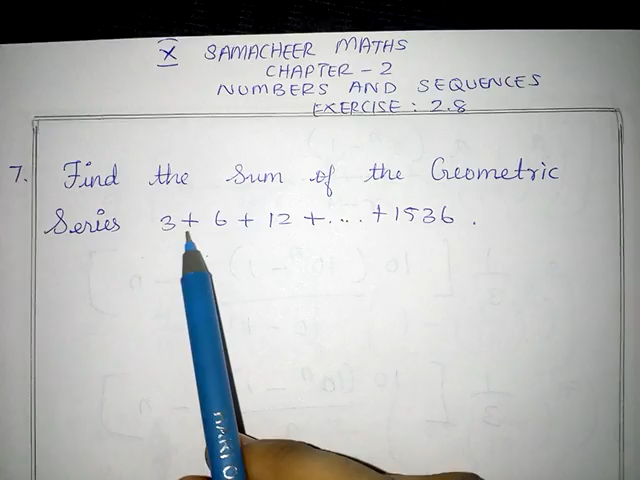 X SAMACHEER MATHS
CHAPTER - 2
NUMBERS AND SEQUENCES
EXERCISE : 2.8
7. Find the Sum of the Geometric
Series 3 + 6 + 12 + .... + 1536 .